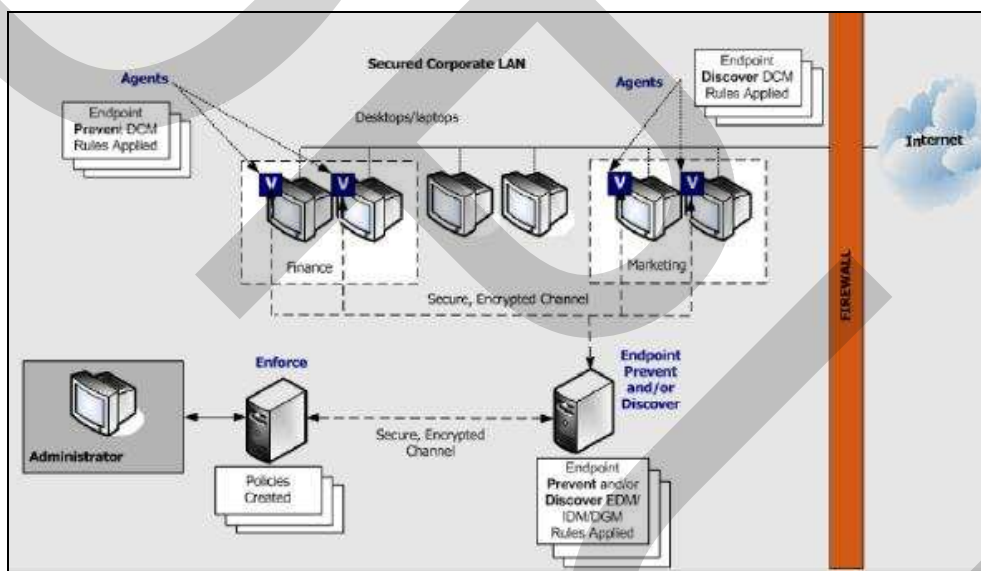 Secured Corporate LAN
Agents
Endpoint
Prevent DCM
Rules Applied
Desktops/laptops
Agents
Endpoint
Discover DCM
Rules Applied
Internet
V
V
V
V
Finance
Marketing
Secure, Encrypted Channel
FIREWALL
Enforce
Endpoint
Prevent
and/or
Discover
Administrator
Secure, Encrypted
Channel
Policies
Created
Endpoint
Prevent and/or
Discover EDM/
IDM/DGM
Rules Applied